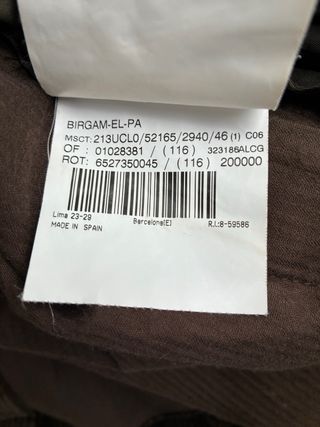 BIRGAM-EL-PA
MSCT:213UCL0/52165/2940/46 (1) C06
OF : 01028381 / (116) 323186ALCG
ROT: 6527350045 / (116) 200000
Lima 23-29 Barcelona(E) R.I.:8-59586
MADE IN SPAIN